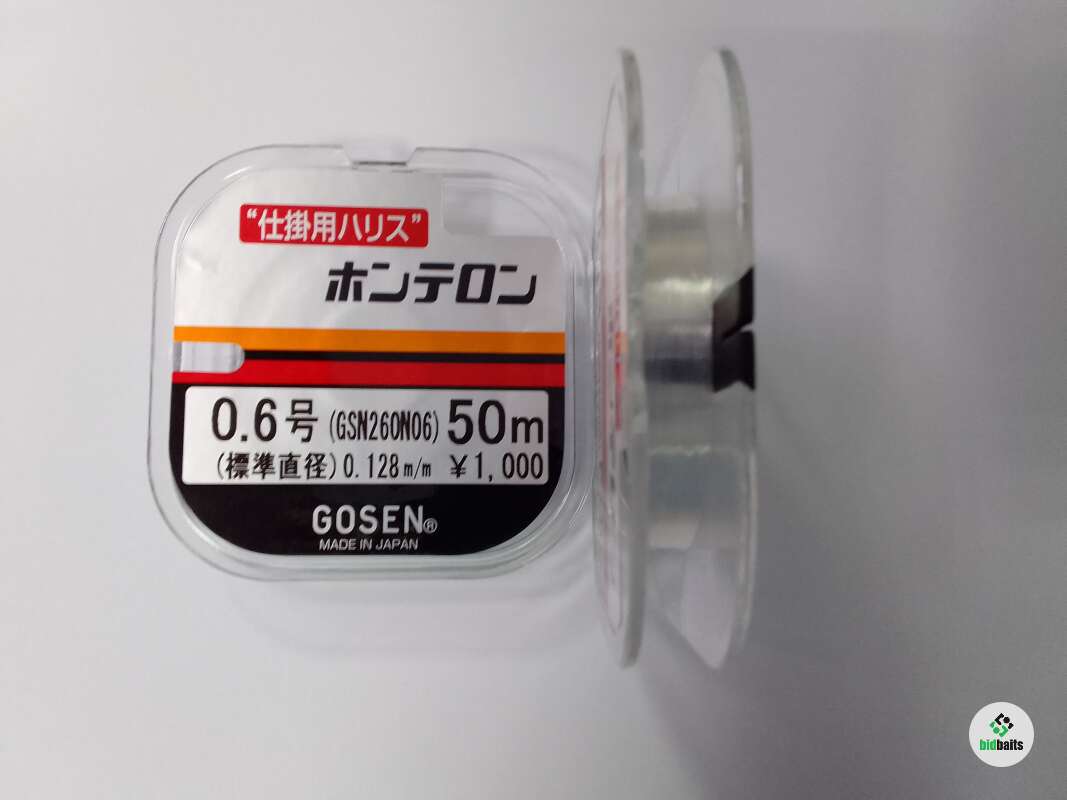 “仕掛用ハリス”
ホンテロン
0.6号 (GSN260N06) 50m
(標準直径) 0.128m/m ¥1,000
GOSEN®
MADE IN JAPAN
bidbaits